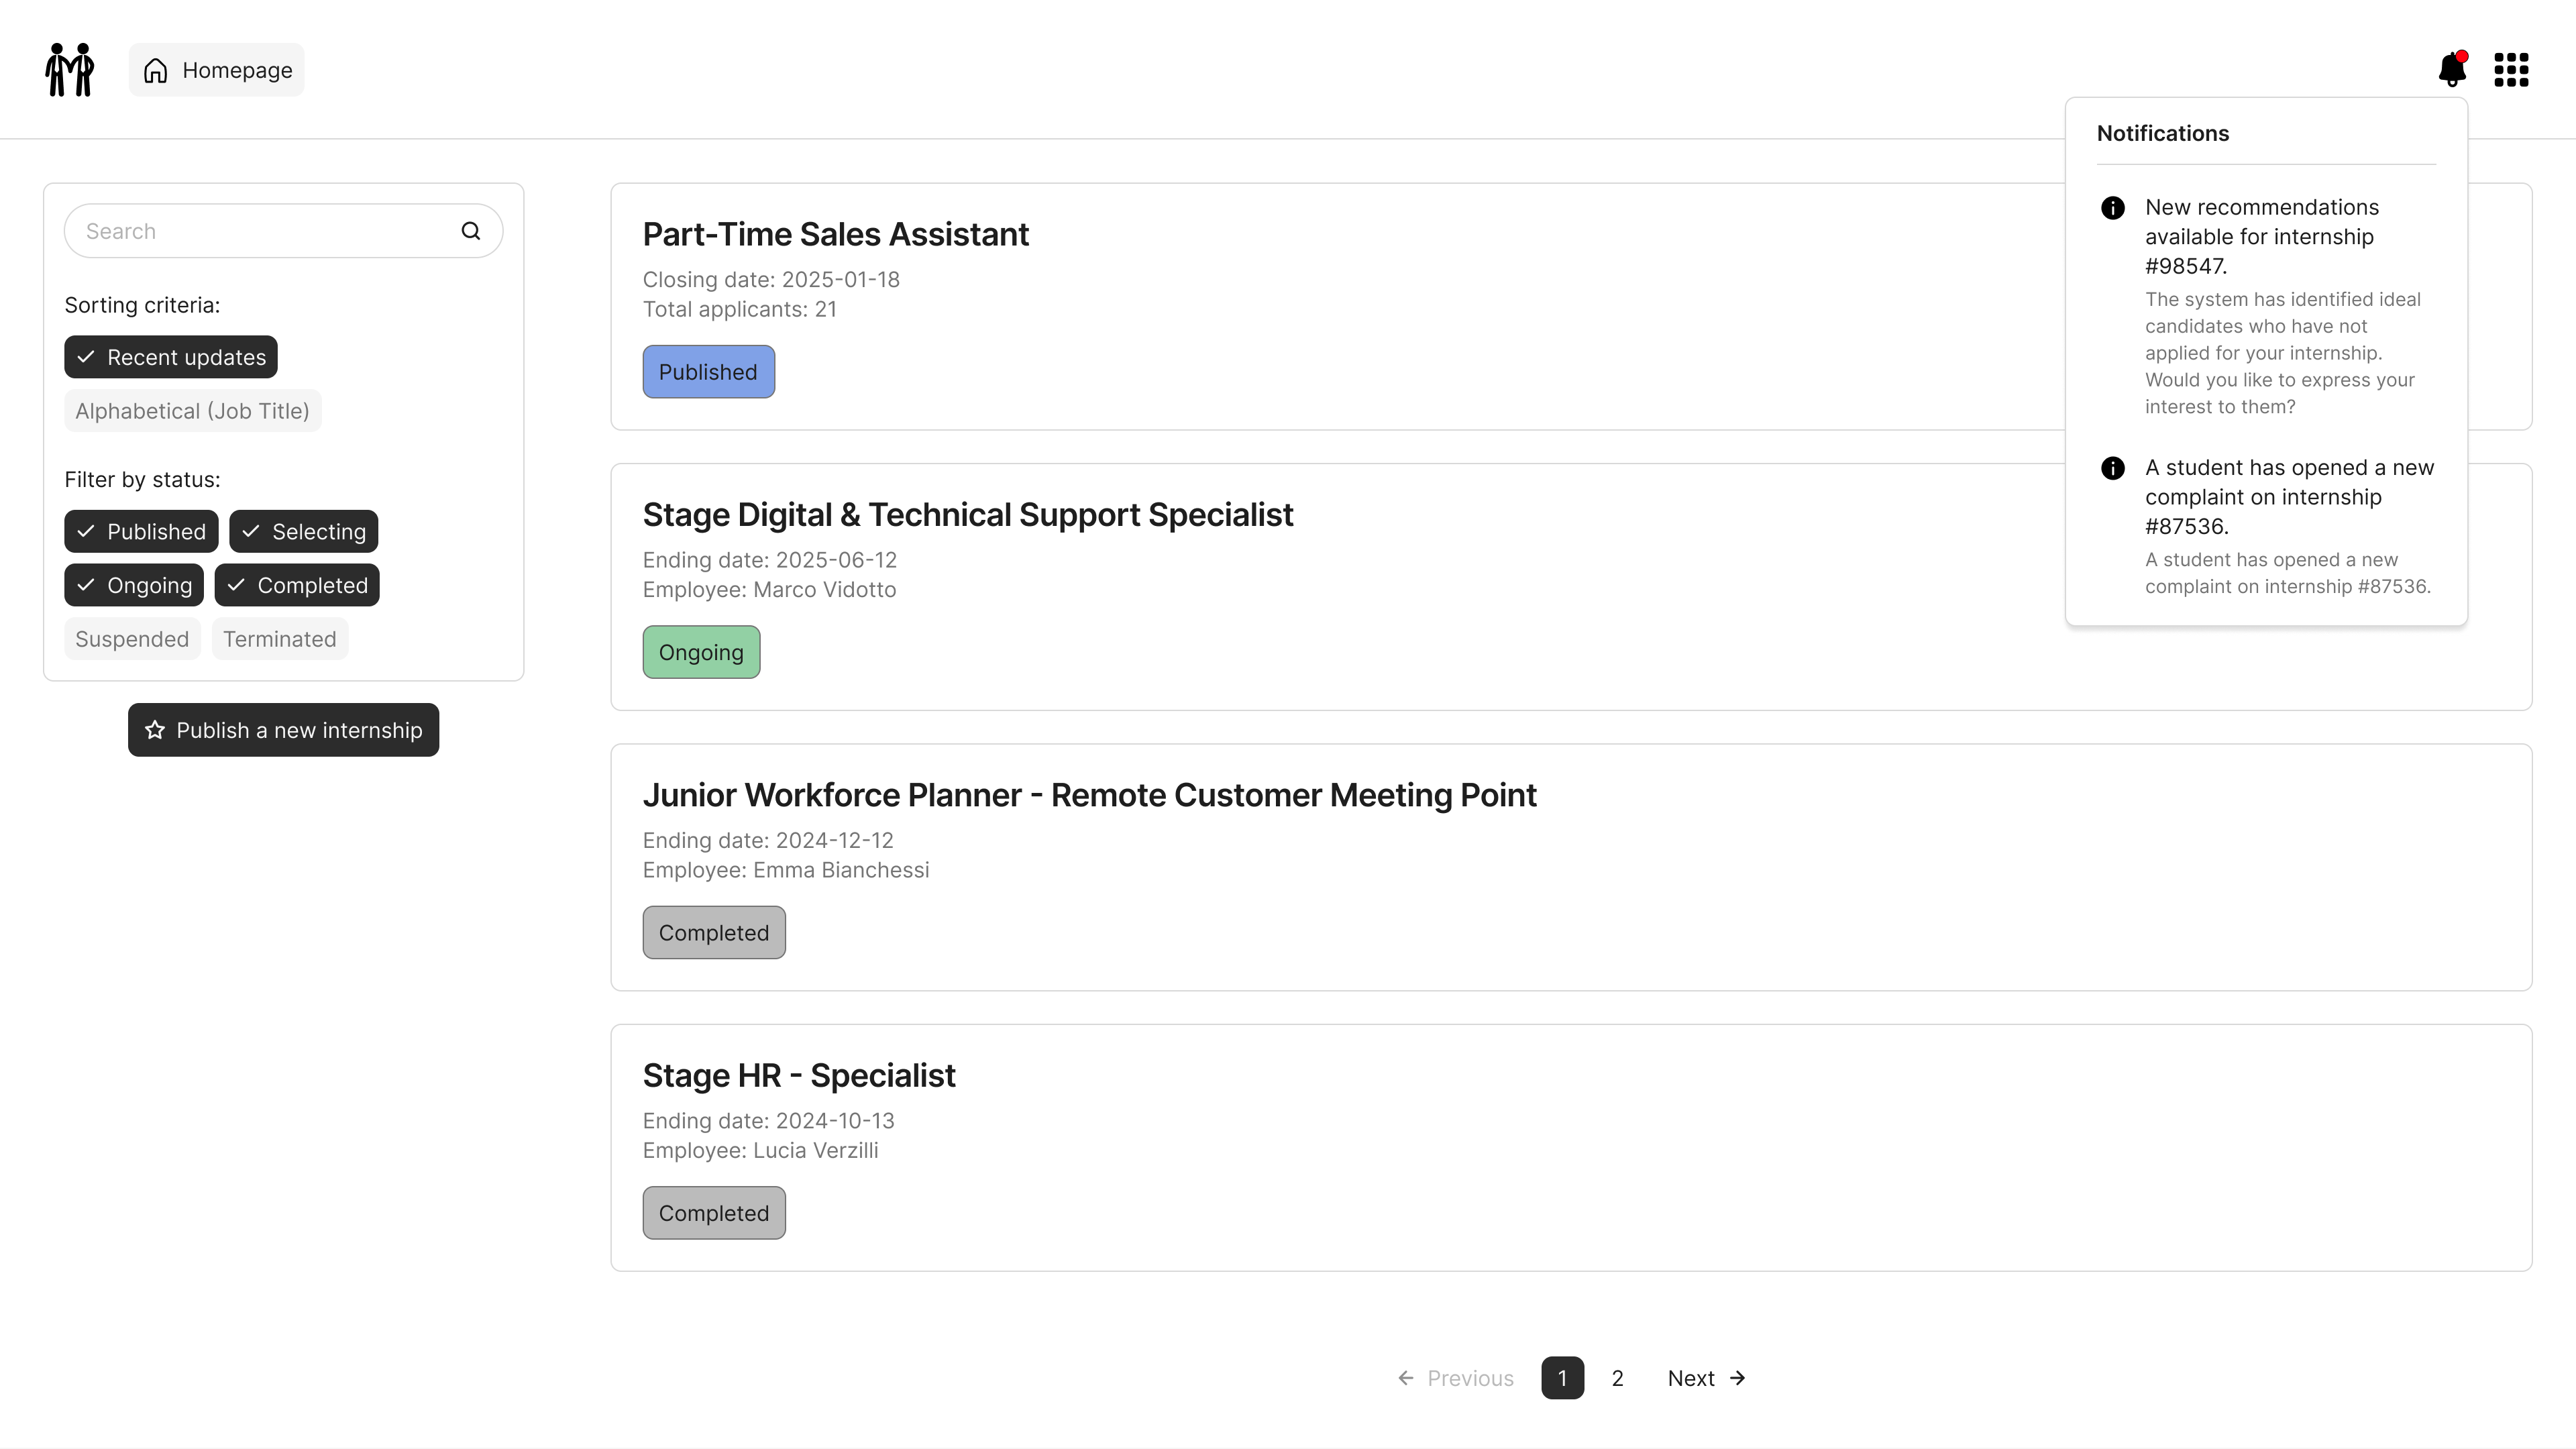 Homepage
Search
Sorting criteria:
Recent updates
Alphabetical (Job Title)
Filter by status:
Published
Selecting
Ongoing
Completed
Suspended
Terminated
Publish a new internship
Part-Time Sales Assistant
Closing date: 2025-01-18
Total applicants: 21
Published
Stage Digital & Technical Support Specialist
Ending date: 2025-06-12
Employee: Marco Vidotto
Ongoing
Junior Workforce Planner - Remote Customer Meeting Point
Ending date: 2024-12-12
Employee: Emma Bianchessi
Completed
Stage HR - Specialist
Ending date: 2024-10-13
Employee: Lucia Verzilli
Completed
Previous 1 2 Next
Notifications
New recommendations
available for internship
#98547.
The system has identified ideal
candidates who have not
applied for your internship.
Would you like to express your
interest to them?
A student has opened a new
complaint on internship
#87536.
A student has opened a new
complaint on internship #87536.